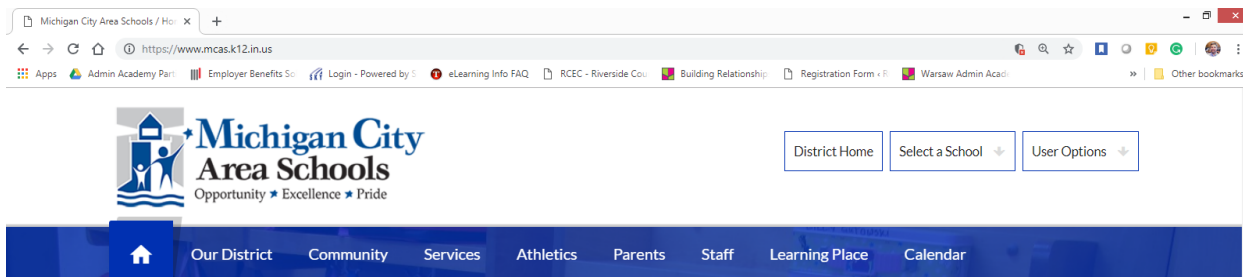 Michigan City Area Schools / Hor
https://www.mcas.k12.in.us
Apps Admin Academy Part Employer Benefits So Login - Powered by S eLearning Info FAQ RCEC - Riverside Cou Building Relationship Registration Form ‹ R Warsaw Admin Acade » Other bookmarks
Michigan City
Area Schools
Opportunity ★ Excellence ★ Pride
District Home Select a School User Options
Our District Community Services Athletics Parents Staff Learning Place Calendar